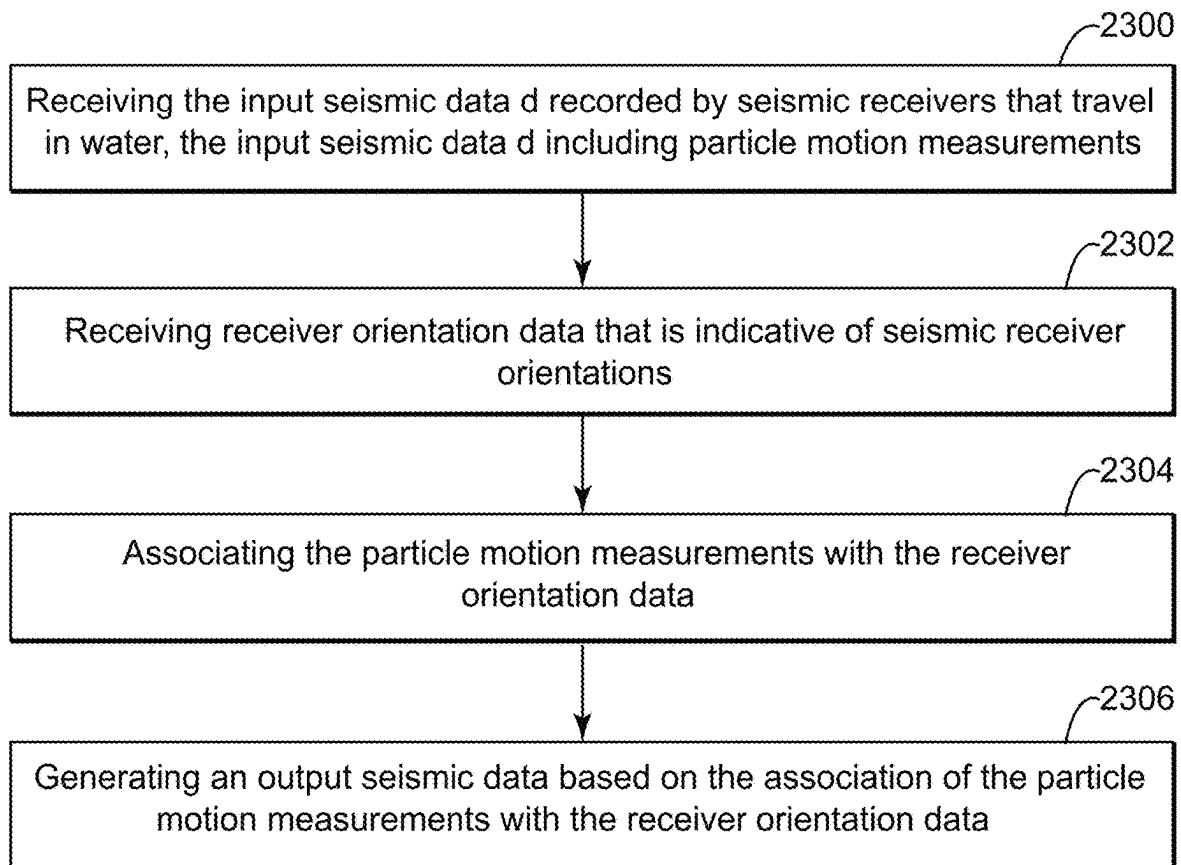 2300
Receiving the input seismic data d recorded by seismic receivers that travel
in water, the input seismic data d including particle motion measurements
2302
Receiving receiver orientation data that is indicative of seismic receiver
orientations
2304
Associating the particle motion measurements with the receiver
orientation data
2306
Generating an output seismic data based on the association of the particle
motion measurements with the receiver orientation data